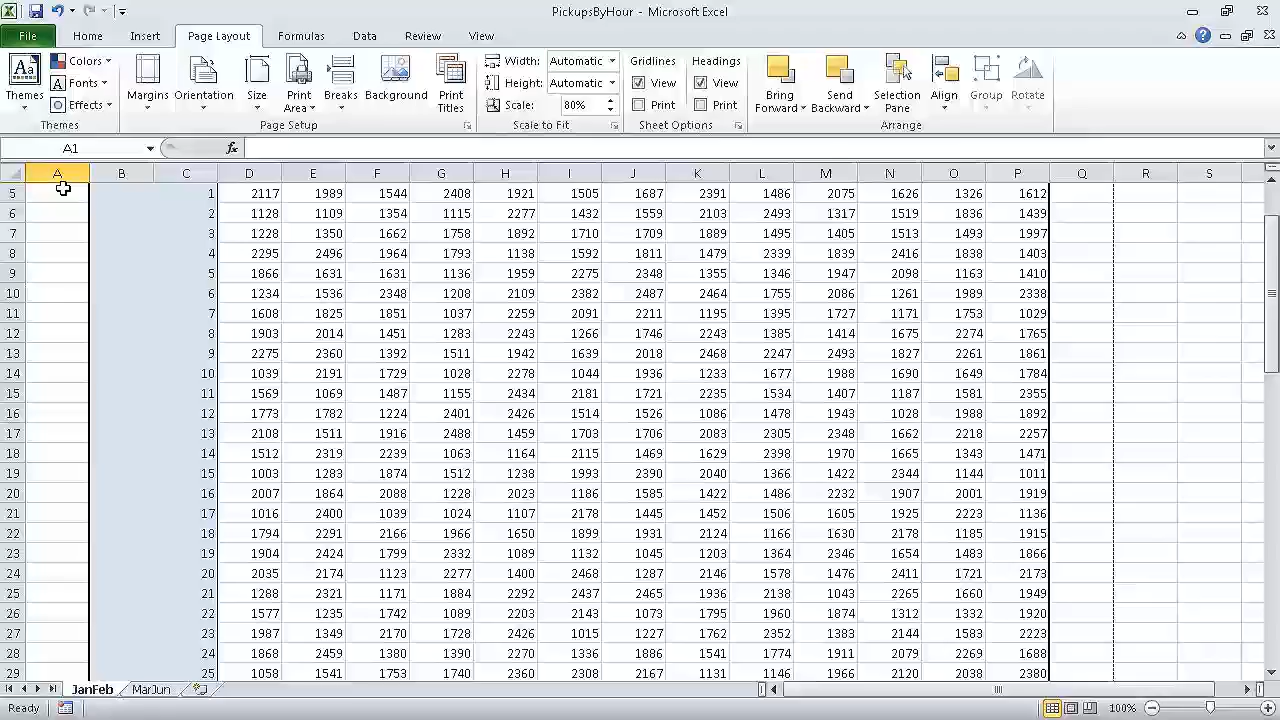 PickupsByHour - Microsoft Excel
File Home Insert Page Layout Formulas Data Review View
Colors Width: Automatic Gridlines Headings
Themes Fonts Margins Orientation Size Print Area Breaks Background Print Titles Height: Automatic View View Bring Forward Send Backward Selection Pane Align Group Rotate
Effects Scale: 80% Print Print
Themes Page Setup Scale to Fit Sheet Options Arrange
A1 fx
A B C D E F G H I J K L M N O P Q R S
5 1 2117 1989 1544 2408 1921 1505 1687 2391 1486 2075 1626 1326 1612
6 2 1128 1109 1354 1115 2277 1432 1559 2103 2493 1317 1519 1836 1439
7 3 1228 1350 1662 1758 1892 1710 1709 1889 1495 1405 1513 1493 1997
8 4 2295 2496 1964 1793 1138 1592 1811 1479 2339 1839 2416 1838 1403
9 5 1866 1631 1631 1136 1959 2275 2348 1355 1346 1947 2098 1163 1410
10 6 1234 1536 2348 1208 2109 2382 2487 2464 1755 2086 1261 1989 2338
11 7 1608 1825 1851 1037 2259 2091 2211 1195 1395 1727 1171 1753 1029
12 8 1903 2014 1451 1283 2243 1266 1746 2243 1385 1414 1675 2274 1765
13 9 2275 2360 1392 1511 1942 1639 2018 2468 2247 2493 1827 2261 1861
14 10 1039 2191 1729 1028 2278 1044 1936 1233 1677 1988 1690 1649 1784
15 11 1569 1069 1487 1155 2434 2181 1721 2235 1534 1407 1187 1581 2355
16 12 1773 1782 1224 2401 2426 1514 1526 1086 1478 1943 1028 1988 1892
17 13 2108 1511 1916 2488 1459 1703 1706 2083 2305 2348 1662 2218 2257
18 14 1512 2319 2239 1063 1164 2115 1469 1629 2398 1970 1665 1343 1471
19 15 1003 1283 1874 1512 1238 1993 2390 2040 1366 1422 2344 1144 1011
20 16 2007 1864 2088 1228 2023 1186 1585 1422 1486 2232 1907 2001 1919
21 17 1016 2400 1039 1024 1107 2178 1445 1452 1506 1605 1925 2223 1136
22 18 1794 2291 2166 1966 1650 1899 1931 2124 1166 1630 2178 1185 1915
23 19 1904 2424 1799 2332 1089 1132 1045 1203 1364 2346 1654 1483 1866
24 20 2035 2174 1123 2277 1400 2468 1287 2146 1578 1476 2411 1721 2173
25 21 1288 2321 1171 1884 2292 2437 2465 1936 2138 1043 2265 1660 1949
26 22 1577 1235 1742 1089 2203 2143 1073 1795 1960 1874 1312 1332 1920
27 23 1987 1349 2170 1728 2426 1015 1227 1762 2352 1383 2144 1583 2223
28 24 1868 2459 1380 1390 2270 1336 1886 1541 1774 1911 2079 2269 1688
29 25 1058 1541 1753 1740 2360 2308 2167 1131 1146 1966 2120 2038 2380
JanFeb MarJun
Ready 100%